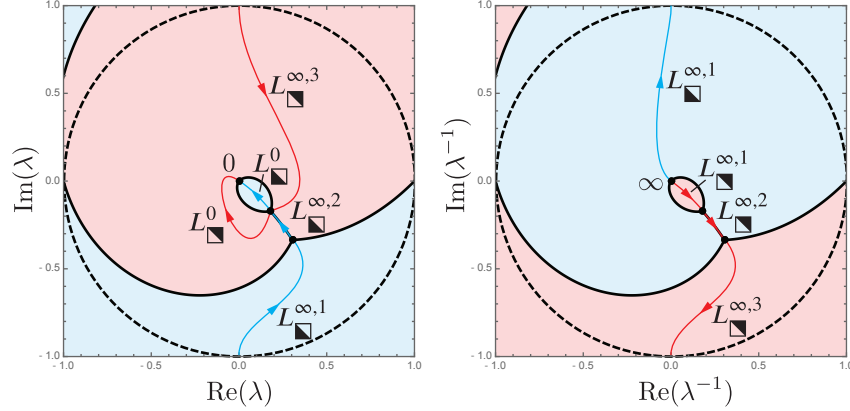 1.0
0.5
0.0
- 0.5
- 1.0
- 1.0
- 0.5
0.0
0.5
1.0
Im(λ)
Re(λ)
L^{∞,3}
0
L^0
L^{∞,2}
L^0
L^{∞,1}
1.0
0.5
0.0
- 0.5
- 1.0
- 1.0
- 0.5
0.0
0.5
1.0
Im(λ^{-1})
Re(λ^{-1})
L^{∞,1}
L^{∞,1}
∞
L^{∞,2}
L^{∞,3}